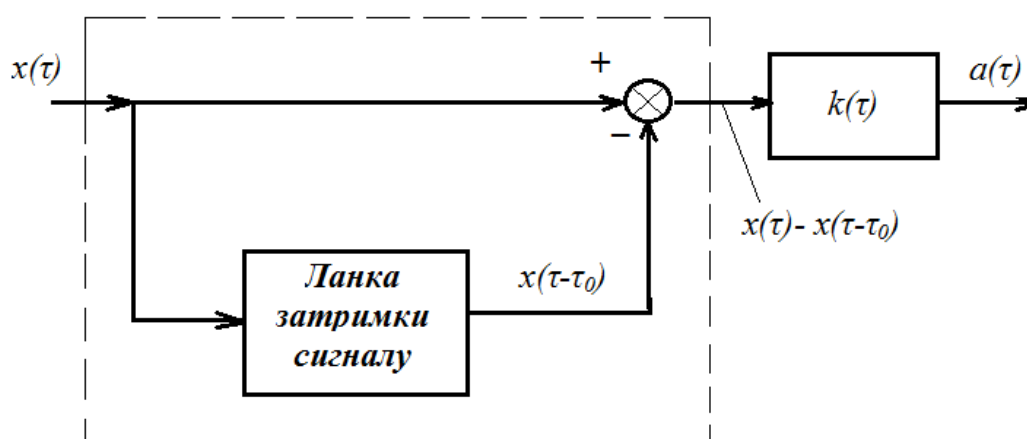 x(τ)
+
−
k(τ)
a(τ)
x(τ)- x(τ-τ₀)
Ланка
затримки
сигналу
x(τ-τ₀)